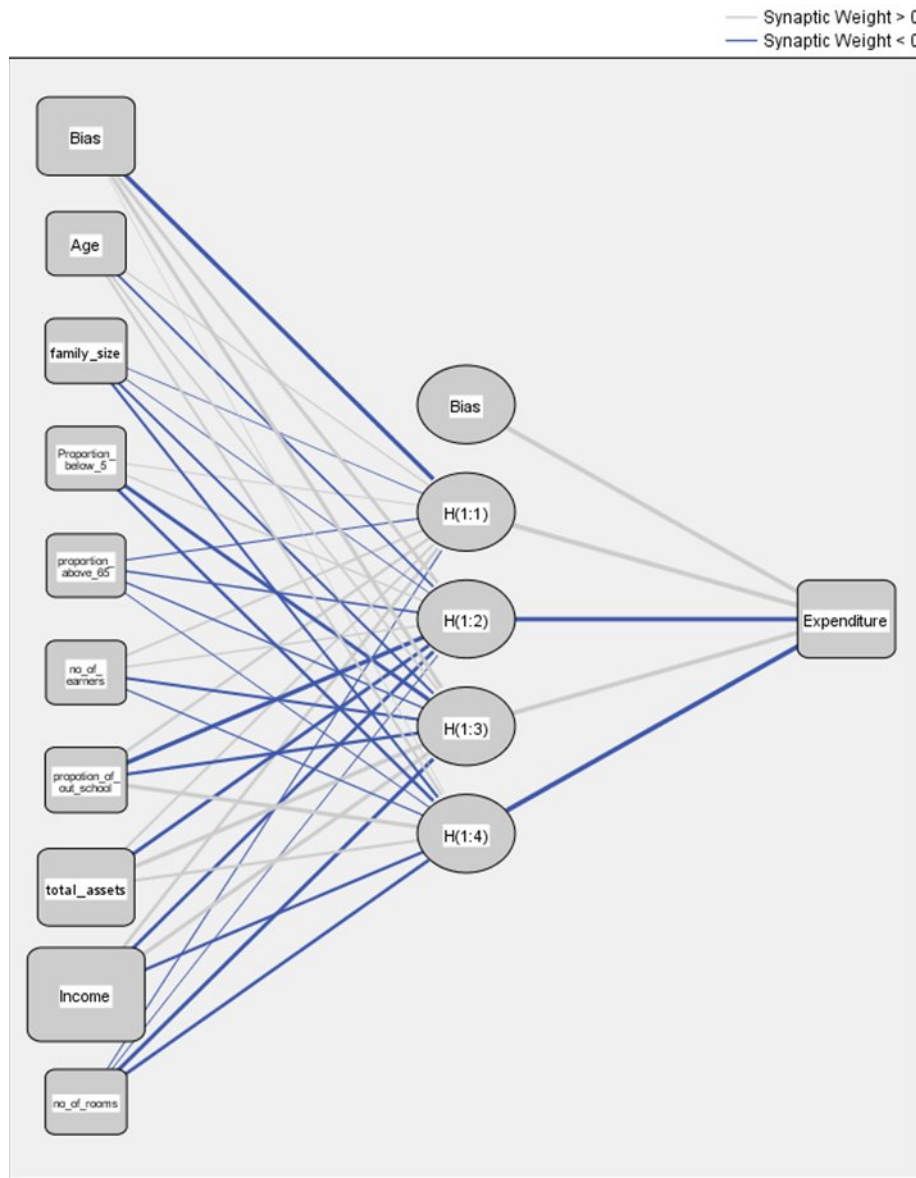 Synaptic Weight > 0
Synaptic Weight < 0
Bias
Age
family_size
Proportion_
below_5
proportion_
above_65
no_of_
earners
propotion_of_
out_school
total_assets
Income
no_of_rooms
Bias
H(1:1)
H(1:2)
H(1:3)
H(1:4)
Expenditure